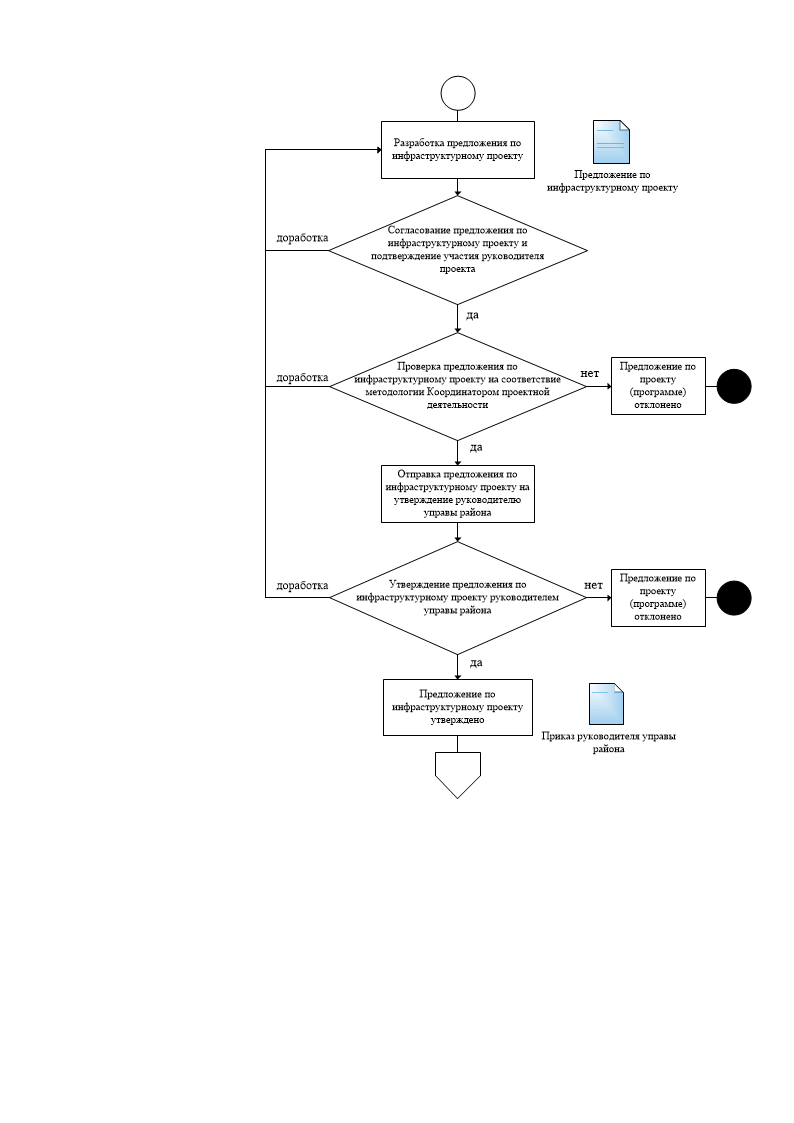 Разработка предложения по
инфраструктурному проекту
Предложение по
инфраструктурному проекту
доработка
Согласование предложения по
инфраструктурному проекту и
подтверждение участия руководителя
проекта
да
доработка
Проверка предложения по
инфраструктурному проекту на соответствие
методологии Координатором проектной
деятельности
нет
Предложение по
проекту
(программе)
отклонено
да
Отправка предложения по
инфраструктурному проекту на
утверждение руководителю
управы района
доработка
Утверждение предложения по
инфраструктурному проекту руководителем
управы района
нет
Предложение по
проекту
(программе)
отклонено
да
Предложение по
инфраструктурному проекту
утверждено
Приказ руководителя управы
района